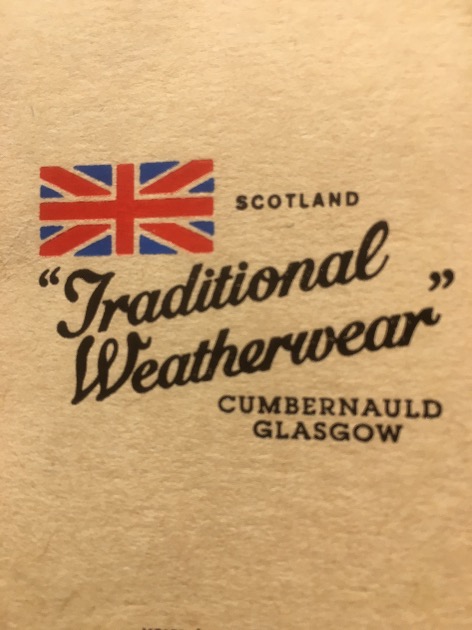 SCOTLAND
“Traditional
Weatherwear”
CUMBERNAULD
GLASGOW